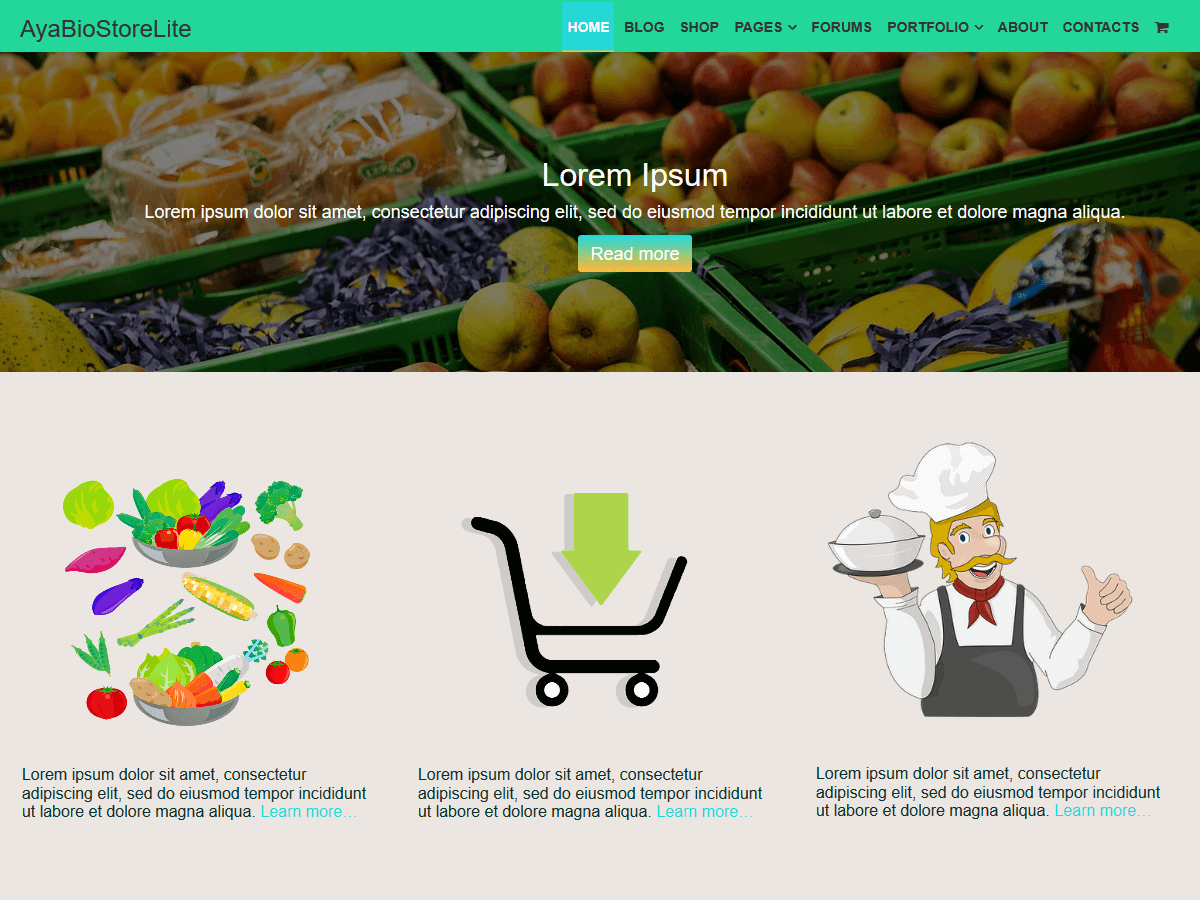 AyaBioStoreLite
HOME BLOG SHOP PAGES FORUMS PORTFOLIO ABOUT CONTACTS
Lorem Ipsum
Lorem ipsum dolor sit amet, consectetur adipiscing elit, sed do eiusmod tempor incididunt ut labore et dolore magna aliqua.
Read more
Lorem ipsum dolor sit amet, consectetur
adipiscing elit, sed do eiusmod tempor incididunt
ut labore et dolore magna aliqua. Learn more…
Lorem ipsum dolor sit amet, consectetur
adipiscing elit, sed do eiusmod tempor incididunt
ut labore et dolore magna aliqua. Learn more…
Lorem ipsum dolor sit amet, consectetur
adipiscing elit, sed do eiusmod tempor incididunt
ut labore et dolore magna aliqua. Learn more…